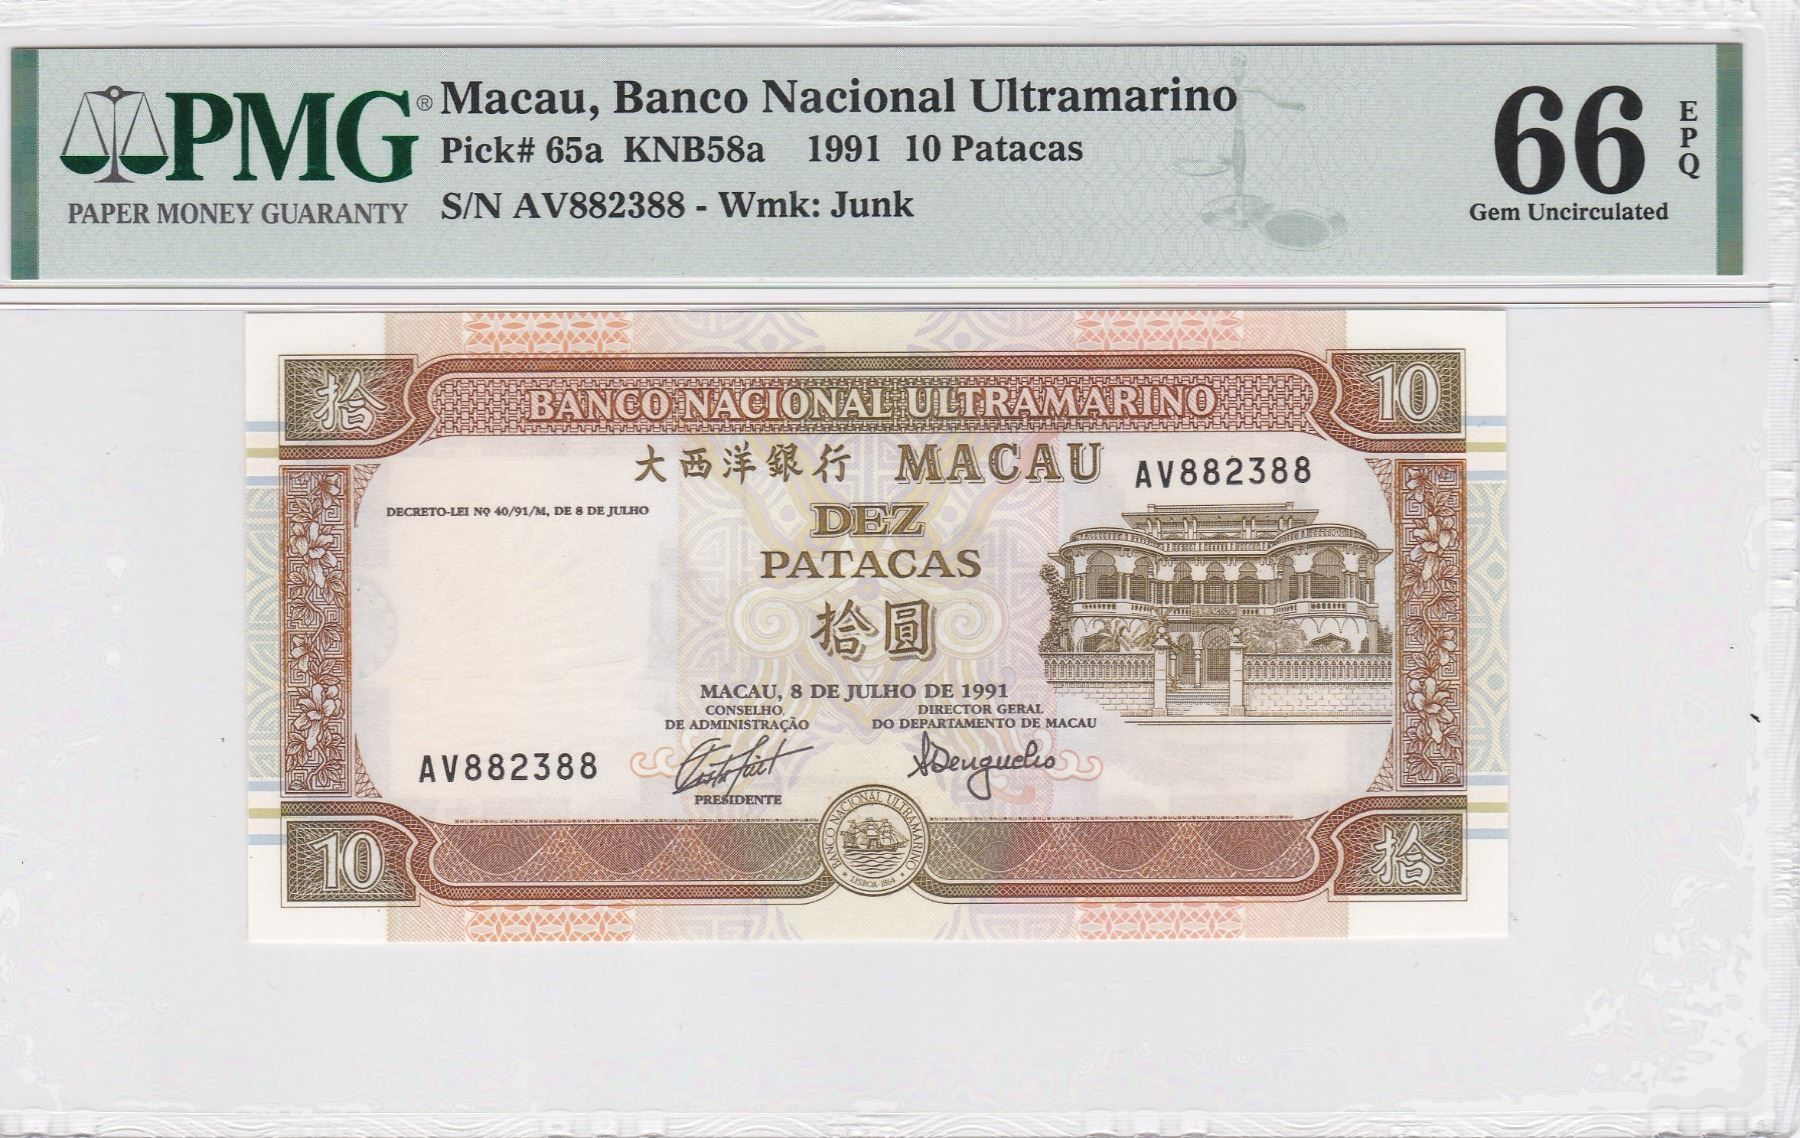 PMG®
PAPER MONEY GUARANTY
Macau, Banco Nacional Ultramarino
Pick# 65a KNB58a 1991 10 Patacas
S/N AV882388 - Wmk: Junk
66
EPQ
Gem Uncirculated
拾
10
BANCO NACIONAL ULTRAMARINO
大西洋銀行 MACAU AV882388
DECRETO-LEI Nº 40/91/M, DE 8 DE JULHO
DEZ
PATACAS
拾圓
MACAU, 8 DE JULHO DE 1991
CONSELHO DE ADMINISTRAÇÃO
DIRECTOR GERAL DO DEPARTAMENTO DE MACAU
AV882388
PRESIDENTE
BANCO NACIONAL ULTRAMARINO
LISBOA-1864
10
拾